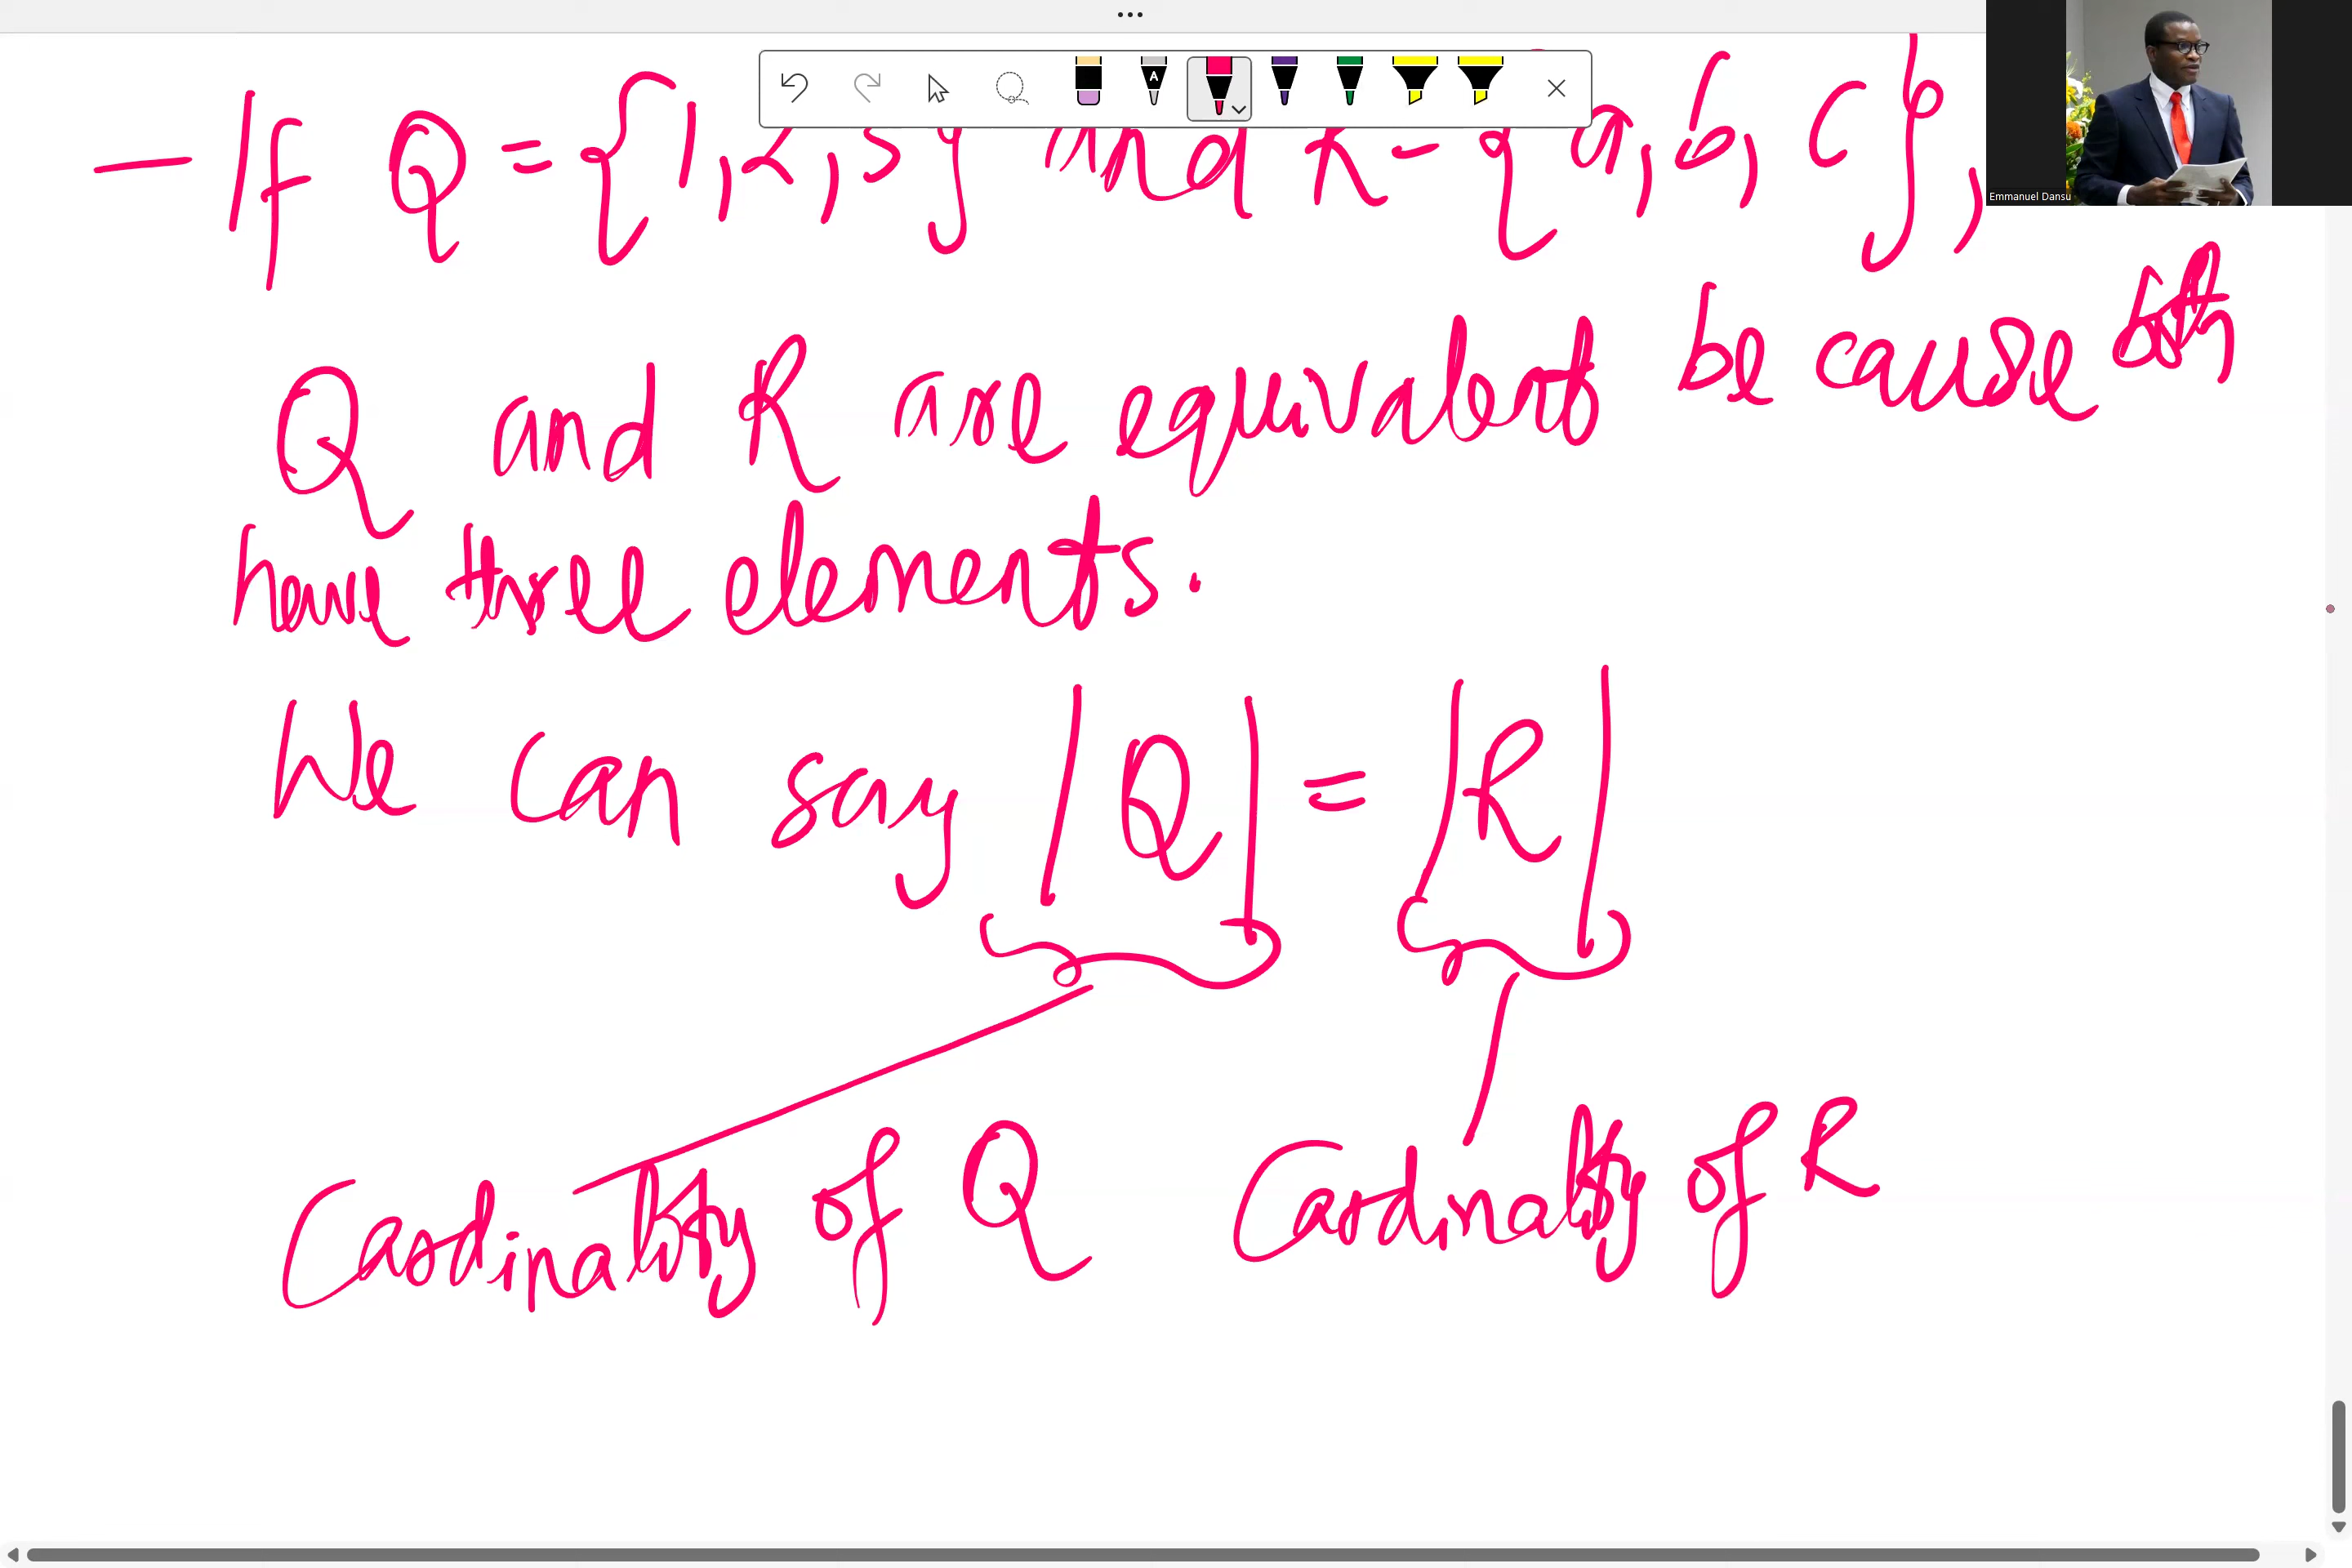 — If Q = {1, 2, 3} and R = {a, b, c},
Emmanuel Dansu
Q and R are equivalent because both
have three elements.
We can say |Q| = |R|
Cardinality of Q Cardinality of R